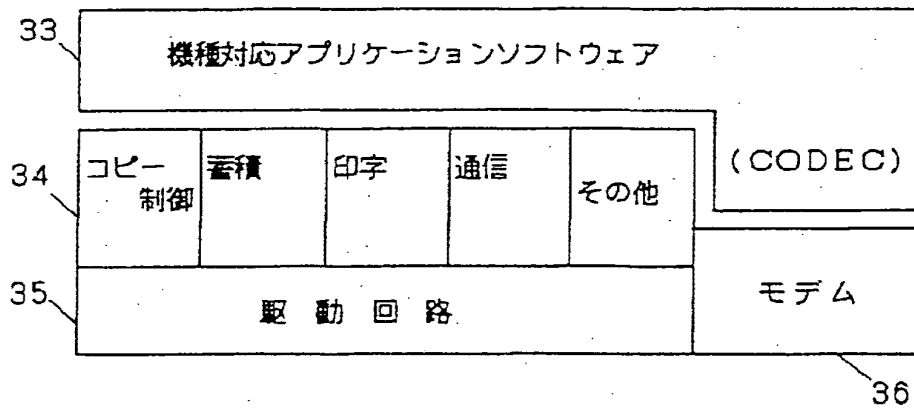 33
機種対応アプリケーションソフトウェア
(CODEC)
34
コピー
制御
蓄積
印字
通信
その他
35
駆動回路
モデム
36